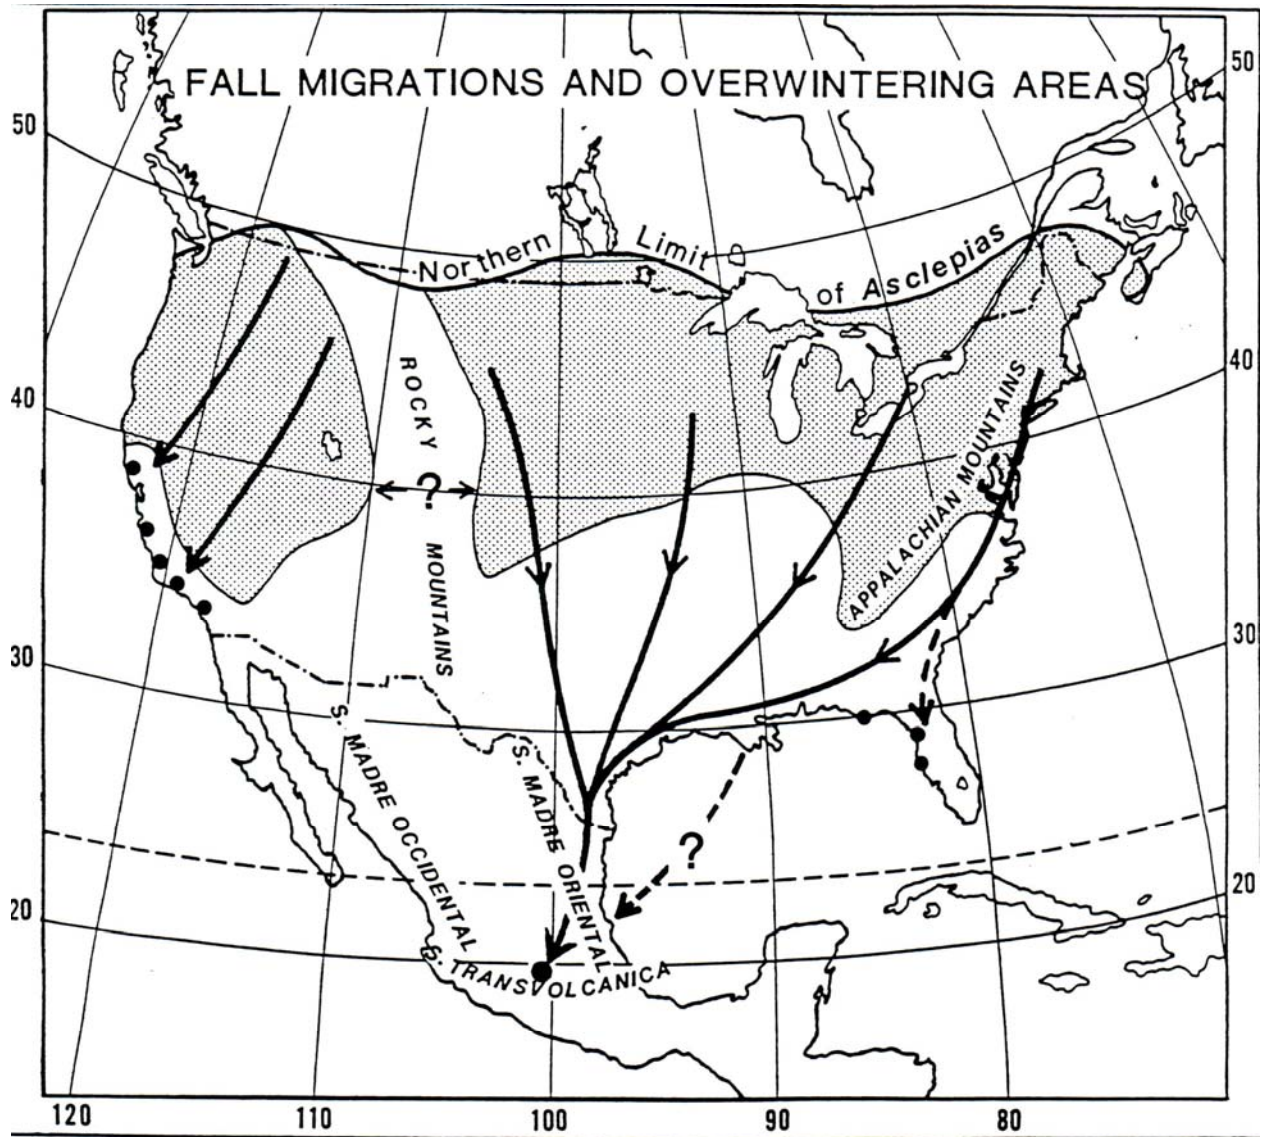 FALL MIGRATIONS AND OVERWINTERING AREAS
50
50
Northern Limit of Asclepias
40
40
ROCKY
MOUNTAINS
?
APPALACHIAN MOUNTAINS
30
30
S. MADRE OCCIDENTAL
S. MADRE ORIENTAL
?
20
20
S. TRANSVOLCANICA
120
110
100
90
80